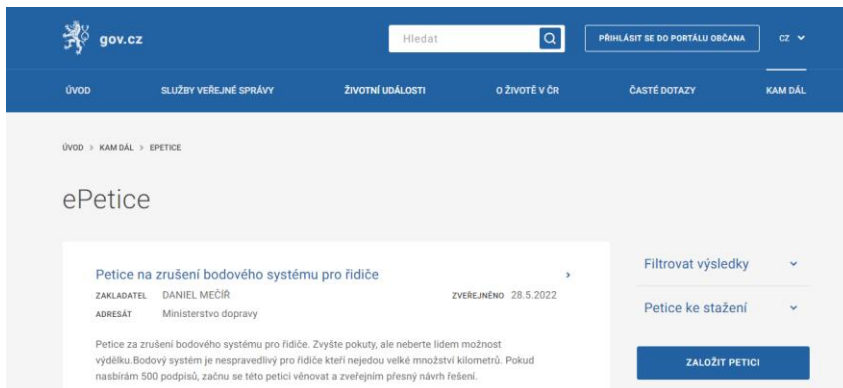 gov.cz
Hledat
PŘIHLÁSIT SE DO PORTÁLU OBČANA
CZ
ÚVOD
SLUŽBY VEŘEJNÉ SPRÁVY
ŽIVOTNÍ UDÁLOSTI
O ŽIVOTĚ V ČR
ČASTÉ DOTAZY
KAM DÁL
ÚVOD > KAM DÁL > EPETICE
ePetice
Petice na zrušení bodového systému pro řidiče
ZAKLADATEL DANIEL MEČÍŘ
ZVEŘEJNĚNO 28.5.2022
ADRESÁT Ministerstvo dopravy
Petice za zrušení bodového systému pro řidiče. Zvyšte pokuty, ale neberte lidem možnost
výdělku.Bodový systém je nespravedlivý pro řidiče kteří nejedou velké množství kilometrů. Pokud
nasbírám 500 podpisů, začnu se této petici věnovat a zveřejním přesný návrh řešení.
Filtrovat výsledky
Petice ke stažení
ZALOŽIT PETICI